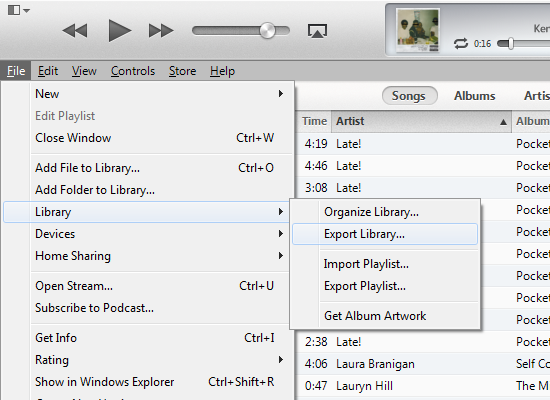 Ken
0:16
File Edit View Controls Store Help
New
Edit Playlist
Close Window Ctrl+W
Add File to Library... Ctrl+O
Add Folder to Library...
Library
Devices
Home Sharing
Open Stream... Ctrl+U
Subscribe to Podcast...
Get Info Ctrl+I
Rating
Show in Windows Explorer Ctrl+Shift+R
Organize Library...
Export Library...
Import Playlist...
Export Playlist...
Get Album Artwork
Songs Albums Artis
Time Artist Album
4:19 Late! Pocket
4:46 Late! Pocket
3:08 Late! Pocket
Pocket
Pocket
Pocket
Pocket
Pocket
Pocket
2:38 Late! Pocket
4:06 Laura Branigan Self Co
0:47 Lauryn Hill The M